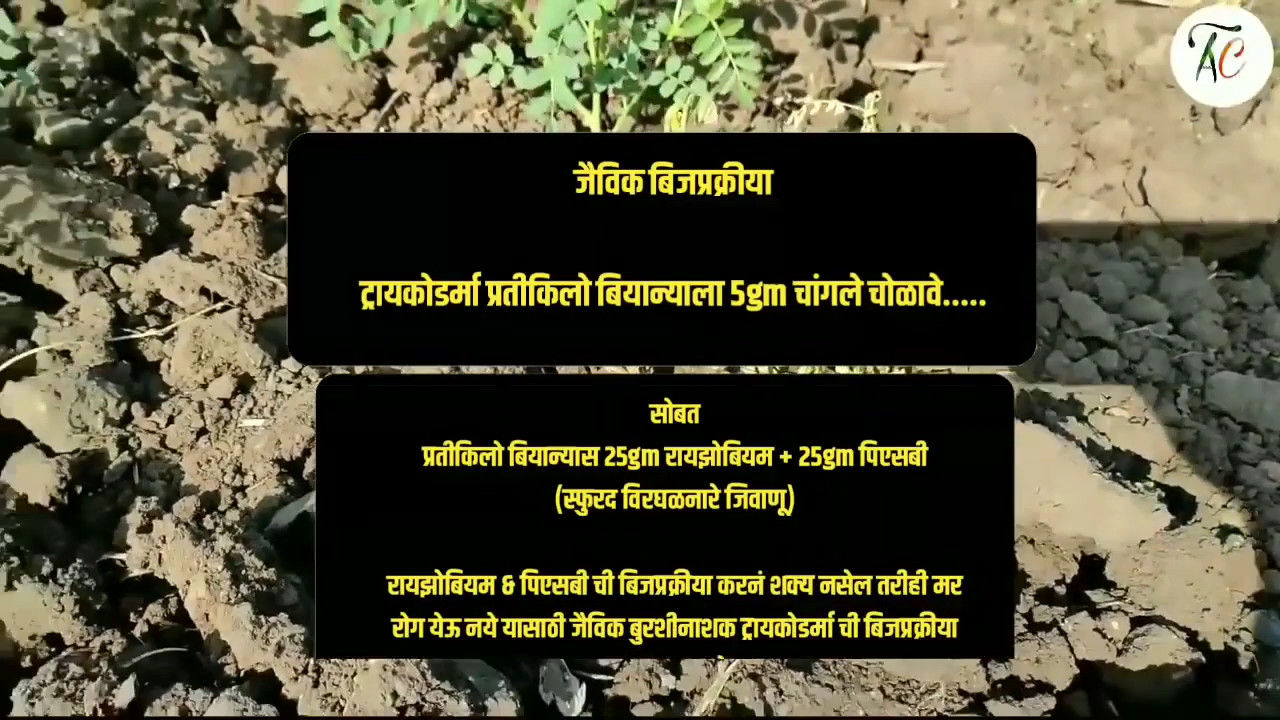 TAC
जैविक बिजप्रक्रीया
ट्रायकोडर्मा प्रतीकिलो बियान्याला 5gm चांगले चोळावे.....
सोबत
प्रतीकिलो बियान्यास 25gm रायझोबियम + 25gm पिएसबी
(स्फुरद विरघळनारे जिवाणू)
रायझोबियम & पिएसबी ची बिजप्रक्रीया करनं शक्य नसेल तरीही मर
रोग येऊ नये यासाठी जैविक बुरशीनाशक ट्रायकोडर्मा ची बिजप्रक्रीया